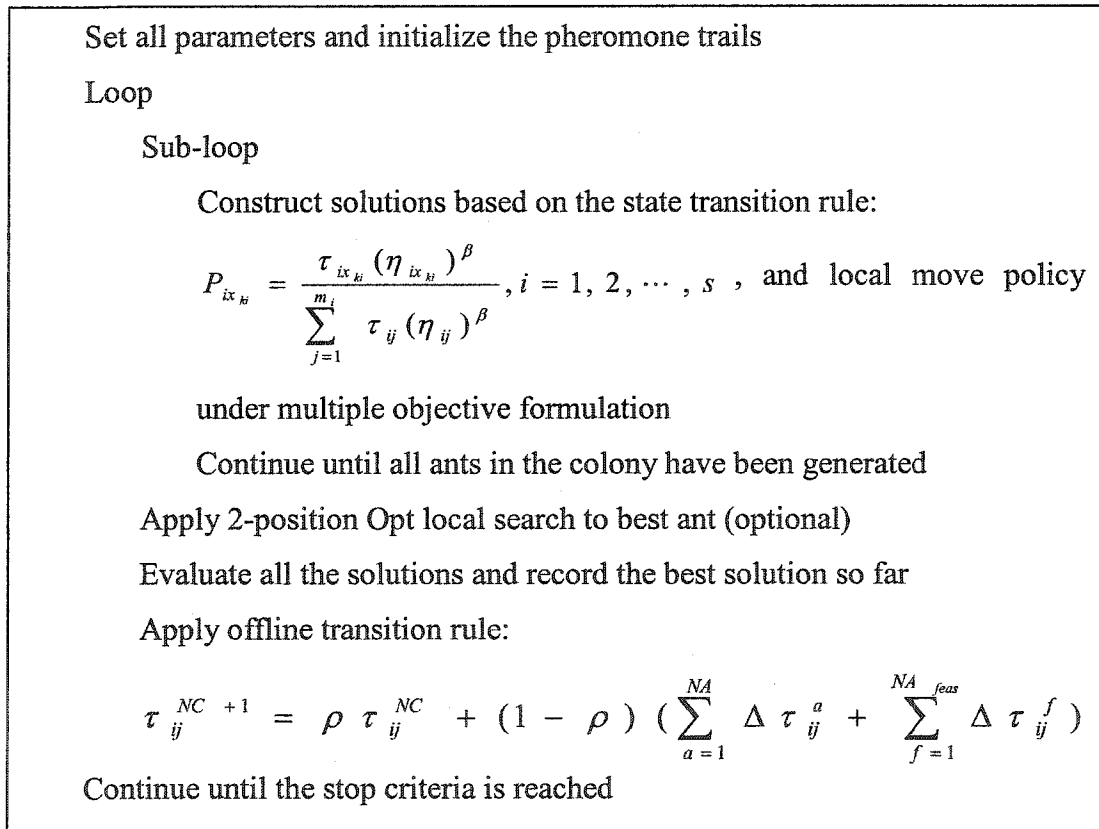 Set all parameters and initialize the pheromone trails
Loop
Sub-loop
Construct solutions based on the state transition rule:
P_{ix_{ki}} = \frac{τ_{ix_{ki}} (η_{ix_{ki}})^β}{\sum_{j=1}^{m_i} τ_{ij} (η_{ij})^β}, i = 1, 2, ⋯, s , and local move policy
under multiple objective formulation
Continue until all ants in the colony have been generated
Apply 2-position Opt local search to best ant (optional)
Evaluate all the solutions and record the best solution so far
Apply offline transition rule:
τ_{ij}^{NC +1} = ρ τ_{ij}^{NC} + (1 - ρ) (\sum_{a=1}^{NA} Δ τ_{ij}^{a} + \sum_{f=1}^{NA_{feas}} Δ τ_{ij}^{f})
Continue until the stop criteria is reached